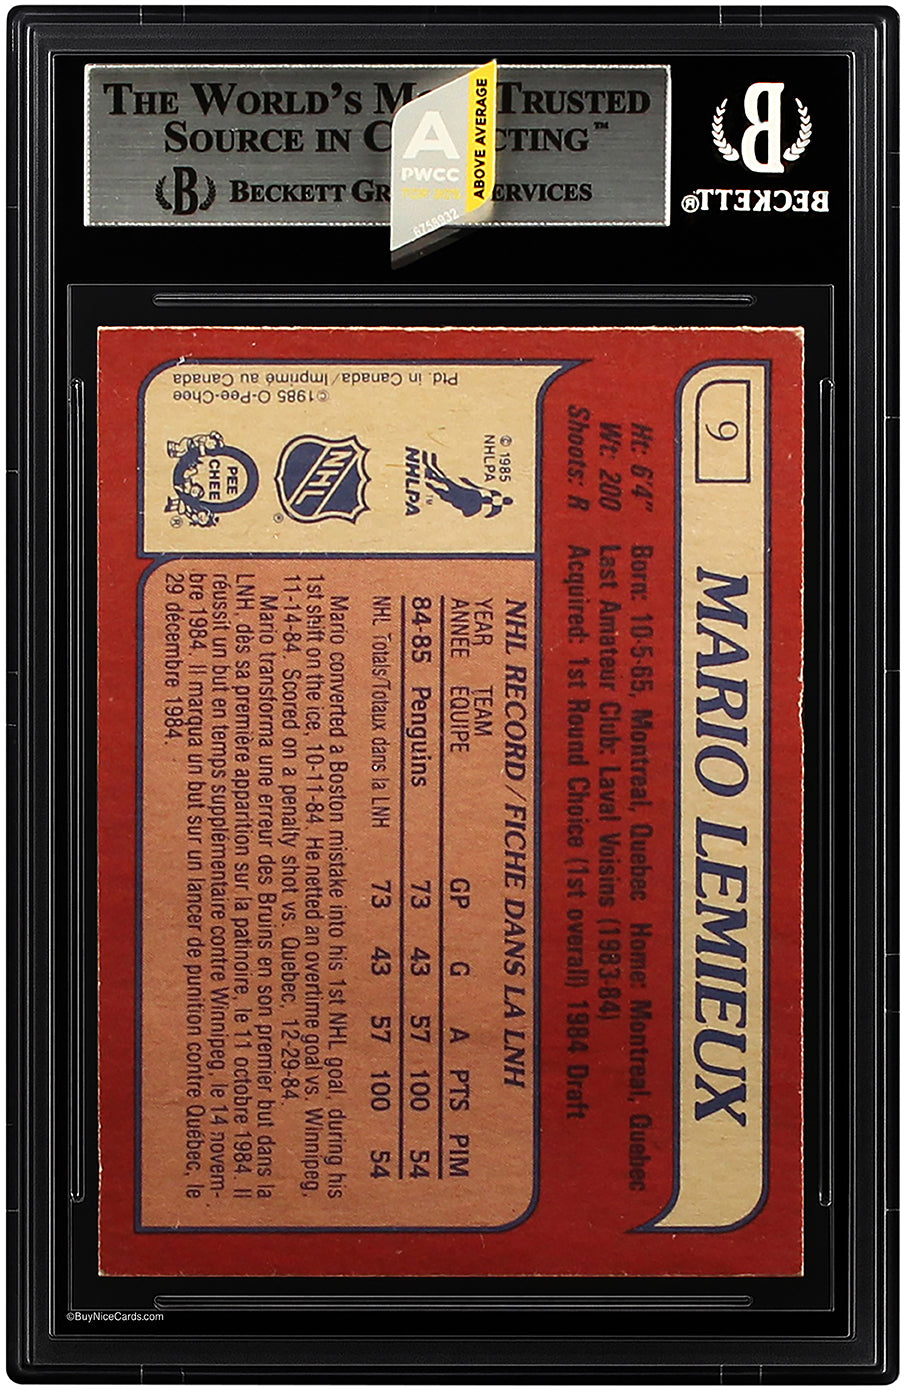 THE WORLD'S M TRUSTED
SOURCE IN C CTING™
BECKETT GR ERVICES
A
PWCC
TOP 30%
6758932
ABOVE AVERAGE
B
BECKETT®
9
MARIO LEMIEUX
Ht: 6'4" Born: 10-5-65, Montreal, Quebec Home: Montreal, Quebec
Wt: 200 Last Amateur Club: Laval Voisins (1983-84)
Shoots: R Acquired: 1st Round Choice (1st overall) 1984 Draft
© 1985
NHLPA
NHLPA™
NHL®
O PEE
CHEE®
©1985 O-Pee-Chee
Ptd. in Canada/Imprimé au Canada
NHL RECORD/FICHE DANS LA LNH
YEAR TEAM
ANNÉE ÉQUIPE GP G A PTS PIM
84-85 Penguins 73 43 57 100 54
NHL Totals/Totaux dans la LNH 73 43 57 100 54
Mario converted a Boston mistake into his 1st NHL goal, during his
1st shift on the ice, 10-11-84. He netted an overtime goal vs. Winnipeg,
11-14-84. Scored on a penalty shot vs. Quebec, 12-29-84.
Mario transforma une erreur des Bruins en son premier but dans la
LNH, dès sa première apparition sur la patinoire, le 11 octobre 1984. Il
réussit un but en temps supplémentaire contre Winnipeg, le 14 novem-
bre 1984. Il marqua un but sur un lancer de punition contre Québec, le
29 décembre 1984.
©BuyNiceCards.com